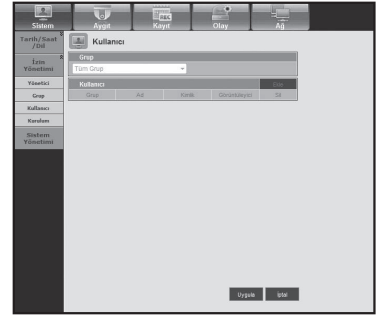 Sistem Aygıt Kayıt Olay Ağ
Tarih/Saat
/Dil
Kullanıcı
İzin
Yönetimi
Grup
Tüm Grup
Yönetici
Kullanıcı Ekle
Grup
Grup Ad Kimlik Görüntüleyici Sil
Kullanıcı
Kurulum
Sistem
Yönetimi
Uygula İptal